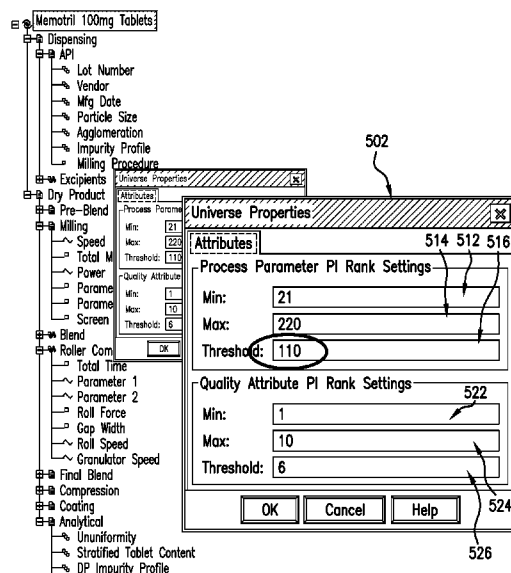 Memotril 100mg Tablets
Dispensing
API
Lot Number
Vendor
Mfg Date
Particle Size
Agglomeration
Impurity Profile
Milling Procedure
Excipients
Dry Product
Pre-Blend
Milling
Speed
Total M
Power
Parame
Parame
Screen
Blend
Roller Com
Total Time
Parameter 1
Parameter 2
Roll Force
Gap Width
Roll Speed
Granulator Speed
Final Blend
Compression
Coating
Analytical
Ununiformity
Stratified Tablet Content
DP Impurity Profile
Universe Properties
Attributes
Process Parame
Min: 21
Max: 220
Threshold: 110
Quality Attribute
Min: 1
Max: 10
Threshold: 6
OK
502
Universe Properties
Attributes
514 512 516
Process Parameter PI Rank Settings
Min: 21
Max: 220
Threshold: 110
Quality Attribute PI Rank Settings
522
Min: 1
Max: 10
Threshold: 6
524
OK Cancel Help
526